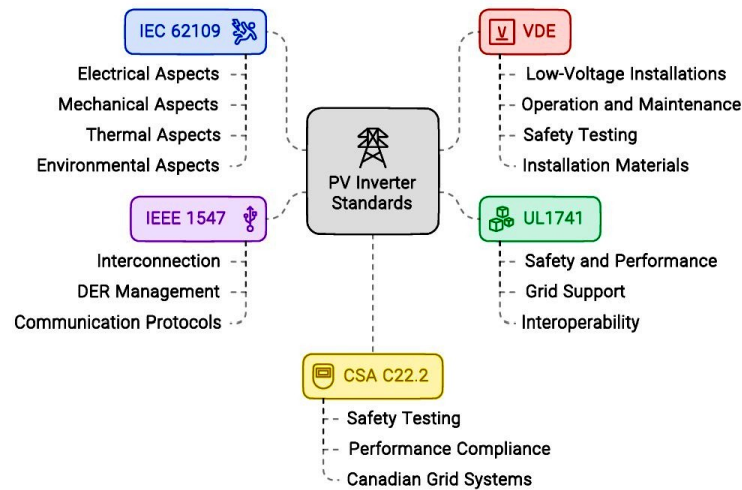 IEC 62109
Electrical Aspects
Mechanical Aspects
Thermal Aspects
Environmental Aspects
VDE
Low-Voltage Installations
Operation and Maintenance
Safety Testing
Installation Materials
PV Inverter
Standards
IEEE 1547
Interconnection
DER Management
Communication Protocols
UL1741
Safety and Performance
Grid Support
Interoperability
CSA C22.2
Safety Testing
Performance Compliance
Canadian Grid Systems